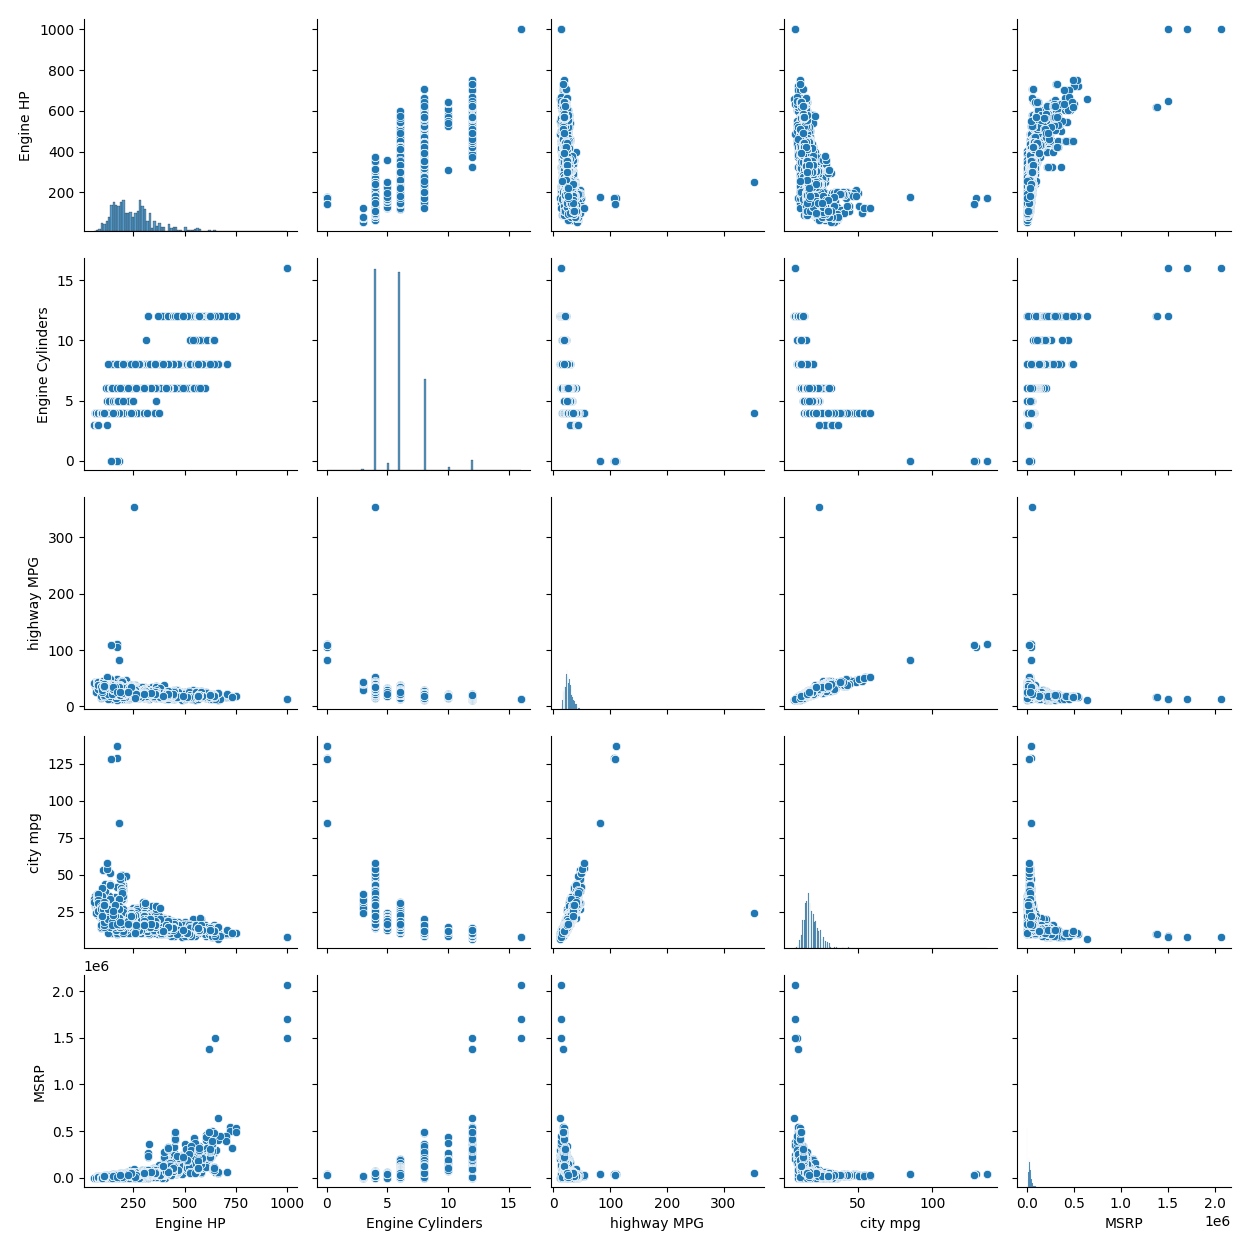 1000
800
600
400
200
Engine HP
15
10
5
0
Engine Cylinders
300
200
100
0
highway MPG
125
100
75
50
25
city mpg
1e6
2.0
1.5
1.0
0.5
0.0
MSRP
250 500 750 1000
Engine HP
0 5 10 15
Engine Cylinders
0 100 200 300
highway MPG
50 100
city mpg
0.0 0.5 1.0 1.5 2.0
1e6
MSRP